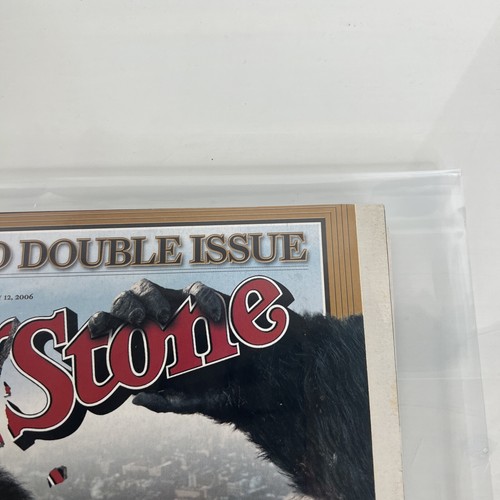 DOUBLE ISSUE
12, 2006
Stone